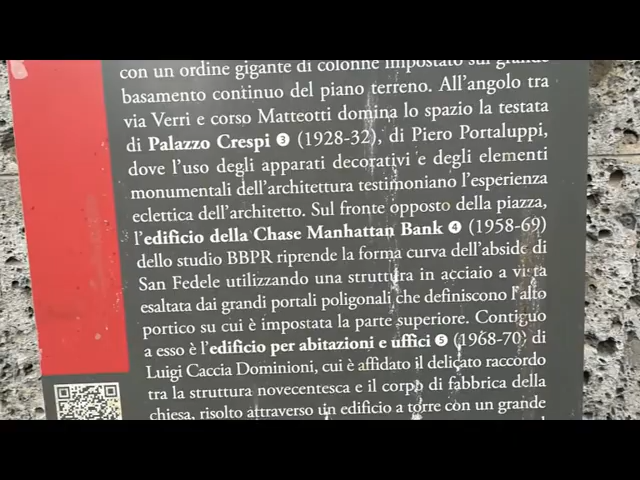 con un ordine gigante di colonne impostato sul grande
basamento continuo del piano terreno. All'angolo tra
via Verri e corso Matteotti domina lo spazio la testata
di Palazzo Crespi ❸ (1928-32), di Piero Portaluppi,
dove l'uso degli apparati decorativi e degli elementi
monumentali dell'architettura testimoniano l'esperienza
eclettica dell'architetto. Sul fronte opposto della piazza,
l'edificio della Chase Manhattan Bank ❹ (1958-69)
dello studio BBPR riprende la forma curva dell'abside di
San Fedele utilizando una struttura in acciaio a vista
esaltata dai grandi portali poligonali che definiscono l'alto
portico su cui è impostata la parte superiore. Contiguo
a esso è l'edificio per abitazioni e uffici ❺ (1968-70) di
Luigi Caccia Dominioni, cui è affidato il delicato raccordo
tra la struttura novecentesca e il corpo di fabbrica della
chiesa, risolto attraverso un edificio a torre con un grande